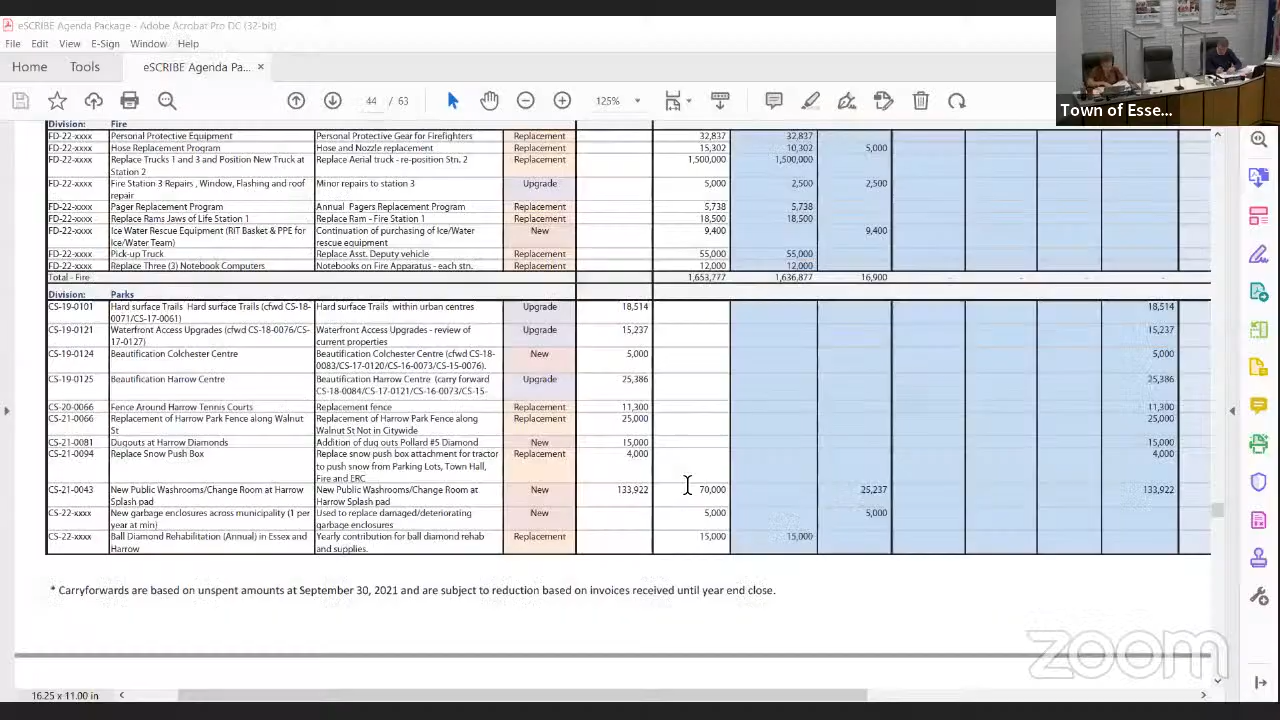 eSCRIBE Agenda Package - Adobe Acrobat Pro DC (32-bit)
File Edit View E-Sign Window Help
Home Tools eSCRIBE Agenda Pa... ×
44 / 63 125%
Town of Esse...
Division: Fire
FD-22-xxxx Personal Protective Equipment Personal Protective Gear for Firefighters Replacement 32,837 32,837
FD-22-xxxx Hose Replacement Program Hose and Nozzle replacement Replacement 15,302 10,302 5,000
FD-22-xxxx Replace Trucks 1 and 3 and Position New Truck at Replace Aerial truck - re-position Stn. 2 Replacement 1,500,000 1,500,000
Station 2
FD-22-xxxx Fire Station 3 Repairs , Window, Flashing and roof Minor repairs to station 3 Upgrade 5,000 2,500 2,500
repair
FD-22-xxxx Pager Replacement Program Annual Pagers Replacement Program Replacement 5,738 5,738
FD-22-xxxx Replace Rams Jaws of Life Station 1 Replace Ram - Fire Station 1 Replacement 18,500 18,500
FD-22-xxxx Ice Water Rescue Equipment (RIT Basket & PPE for Continuation of purchasing of Ice/Water New 9,400 9,400
Ice/Water Team) rescue equipment
FD-22-xxxx Pick-up Truck Replace Asst. Deputy vehicle Replacement 55,000 55,000
FD-22-xxxx Replace Three (3) Notebook Computers Notebooks on Fire Apparatus - each stn. Replacement 12,000 12,000
Total - Fire 1,653,777 1,636,877 16,900 - - - -
Division: Parks
CS-19-0101 Hard surface Trails Hard surface Trails (cfwd CS-18- Hard surface Trails within urban centres Upgrade 18,514 18,514
0071/CS-17-0061)
CS-19-0121 Waterfront Access Upgrades (cfwd CS-18-0076/CS- Waterfront Access Upgrades - review of Upgrade 15,237 15,237
17-0127) current properties
CS-19-0124 Beautification Colchester Centre Beautification Colchester Centre (cfwd CS-18- New 5,000 5,000
0083/CS-17-0120/CS-16-0073/CS-15-0076).
CS-19-0125 Beautification Harrow Centre Beautification Harrow Centre (carry forward Upgrade 25,386 25,386
CS-18-0084/CS-17-0121/CS-16-0073/CS-15-
CS-20-0066 Fence Around Harrow Tennis Courts Replacement fence Replacement 11,300 11,300
CS-21-0066 Replacement of Harrow Park Fence along Walnut Replacement of Harrow Park Fence along Replacement 25,000 25,000
St Walnut St Not in Citywide
CS-21-0081 Dugouts at Harrow Diamonds Addition of dug outs Pollard #5 Diamond New 15,000 15,000
CS-21-0094 Replace Snow Push Box Replace snow push box attachment for tractor Replacement 4,000 4,000
to push snow from Parking Lots, Town Hall,
Fire and ERC
CS-21-0043 New Public Washrooms/Change Room at Harrow New Public Washrooms/Change Room at New 133,922 70,000 25,237 133,922
Splash pad Harrow Splash pad
CS-22-xxxx New garbage enclosures across municipality (1 per Used to replace damaged/deteriorating New 5,000 5,000
year at min) garbage enclosures
CS-22-xxxx Ball Diamond Rehabilitation (Annual) in Essex and Yearly contribution for ball diamond rehab Replacement 15,000 15,000
Harrow and supplies.
* Carryforwards are based on unspent amounts at September 30, 2021 and are subject to reduction based on invoices received until year end close.
zoom
16.25 x 11.00 in